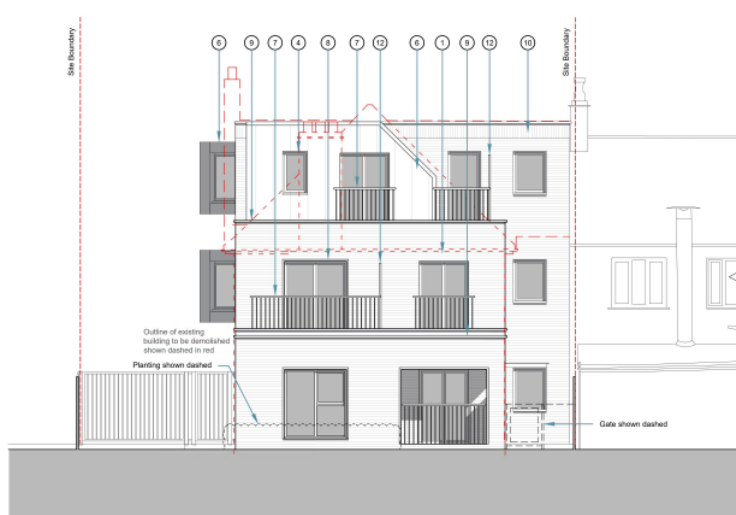 6 9 7 4 8 7 12 6 1 9 12 10
Site Boundary
Site Boundary
Outline of existing
building to be demolished
shown dashed in red
Planting shown dashed
Gate shown dashed